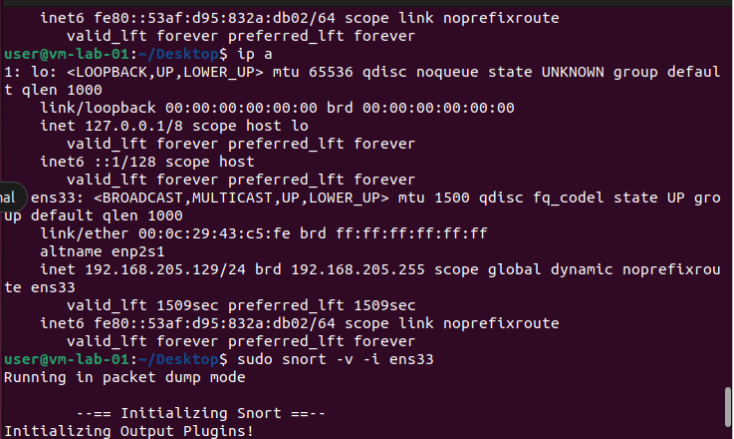 inet6 fe80::53af:d95:832a:db02/64 scope link noprefixroute
       valid_lft forever preferred_lft forever
user@vm-lab-01:~/Desktop$ ip a
1: lo: <LOOPBACK,UP,LOWER_UP> mtu 65536 qdisc noqueue state UNKNOWN group defaul
t qlen 1000
    link/loopback 00:00:00:00:00:00 brd 00:00:00:00:00:00
    inet 127.0.0.1/8 scope host lo
       valid_lft forever preferred_lft forever
    inet6 ::1/128 scope host
       valid_lft forever preferred_lft forever
nal ens33: <BROADCAST,MULTICAST,UP,LOWER_UP> mtu 1500 qdisc fq_codel state UP gro
up default qlen 1000
    link/ether 00:0c:29:43:c5:fe brd ff:ff:ff:ff:ff:ff
    altname enp2s1
    inet 192.168.205.129/24 brd 192.168.205.255 scope global dynamic noprefixrou
te ens33
       valid_lft 1509sec preferred_lft 1509sec
    inet6 fe80::53af:d95:832a:db02/64 scope link noprefixroute
       valid_lft forever preferred_lft forever
user@vm-lab-01:~/Desktop$ sudo snort -v -i ens33
Running in packet dump mode

        --== Initializing Snort ==--
Initializing Output Plugins!